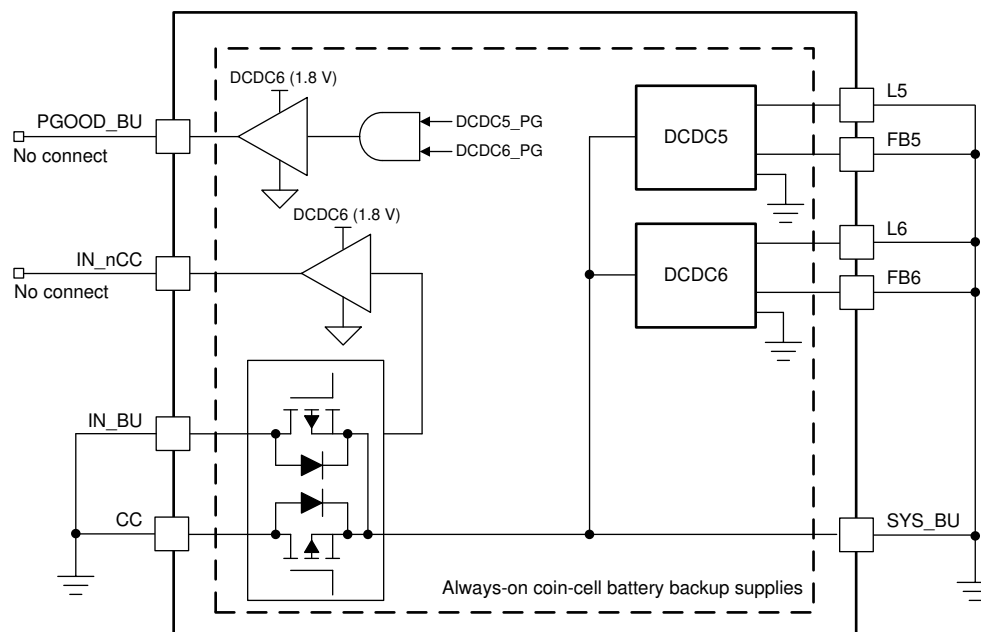 DCDC6 (1.8 V)
PGOOD_BU
No connect
DCDC5_PG
DCDC6_PG
DCDC5
L5
FB5
DCDC6 (1.8 V)
IN_nCC
No connect
DCDC6
L6
FB6
IN_BU
CC
SYS_BU
Always-on coin-cell battery backup supplies